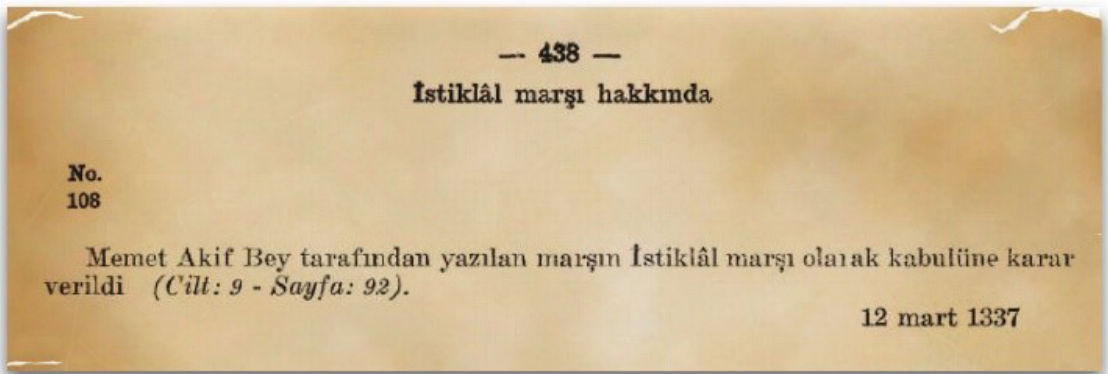 — 438 —
İstiklâl marşı hakkında
No.
108
Memet Akif Bey tarafından yazılan marşın İstiklâl marşı olarak kabulüne karar
verildi (Cilt: 9 - Sayfa: 92).
12 mart 1337